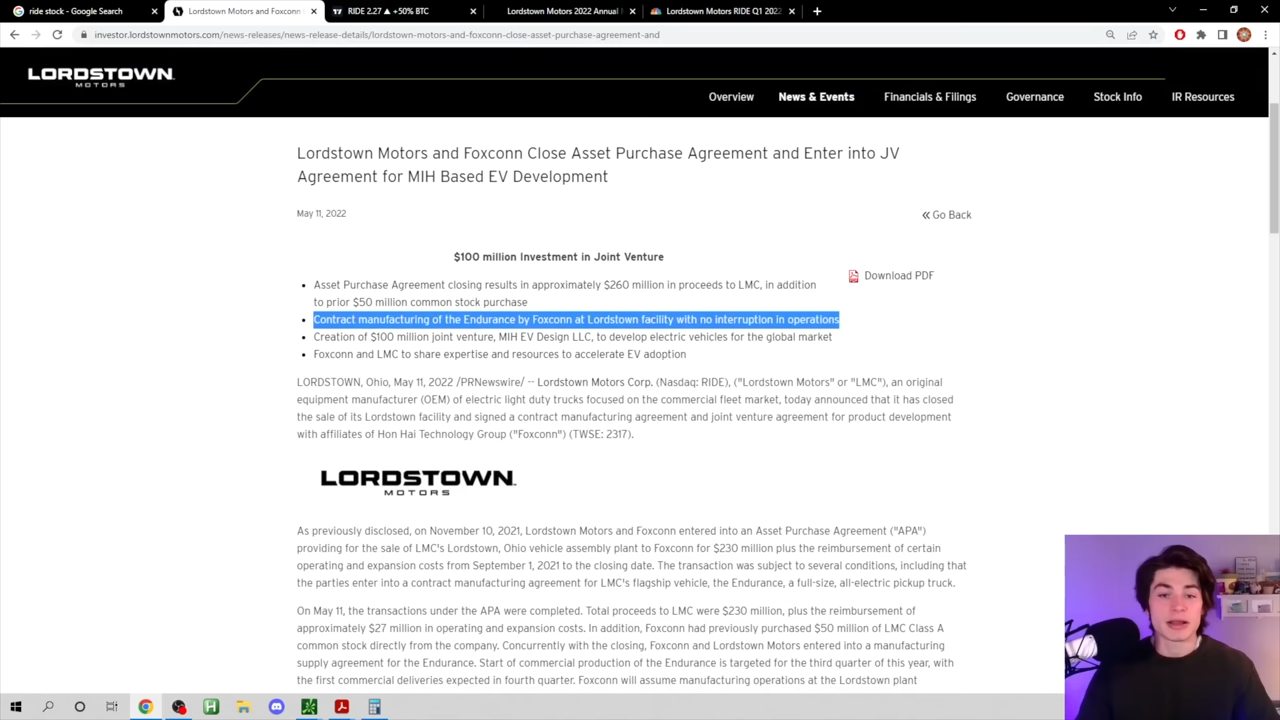 ride stock - Google Search
Lordstown Motors and Foxconn
RIDE 2.27 ▲ +50% BTC
Lordstown Motors 2022 Annual
Lordstown Motors RIDE Q1 2022
investor.lordstownmotors.com/news-releases/news-release-details/lordstown-motors-and-foxconn-close-asset-purchase-agreement-and
LORDSTOWN
MOTORS
Overview
News & Events
Financials & Filings
Governance
Stock Info
IR Resources
Lordstown Motors and Foxconn Close Asset Purchase Agreement and Enter into JV
Agreement for MIH Based EV Development
May 11, 2022
« Go Back
$100 million Investment in Joint Venture
Download PDF
• Asset Purchase Agreement closing results in approximately $260 million in proceeds to LMC, in addition
to prior $50 million common stock purchase
• Contract manufacturing of the Endurance by Foxconn at Lordstown facility with no interruption in operations
• Creation of $100 million joint venture, MIH EV Design LLC, to develop electric vehicles for the global market
• Foxconn and LMC to share expertise and resources to accelerate EV adoption
LORDSTOWN, Ohio, May 11, 2022 /PRNewswire/ -- Lordstown Motors Corp. (Nasdaq: RIDE), ("Lordstown Motors" or "LMC"), an original
equipment manufacturer (OEM) of electric light duty trucks focused on the commercial fleet market, today announced that it has closed
the sale of its Lordstown facility and signed a contract manufacturing agreement and joint venture agreement for product development
with affiliates of Hon Hai Technology Group ("Foxconn") (TWSE: 2317).
LORDSTOWN
MOTORS
As previously disclosed, on November 10, 2021, Lordstown Motors and Foxconn entered into an Asset Purchase Agreement ("APA")
providing for the sale of LMC's Lordstown, Ohio vehicle assembly plant to Foxconn for $230 million plus the reimbursement of certain
operating and expansion costs from September 1, 2021 to the closing date. The transaction was subject to several conditions, including that
the parties enter into a contract manufacturing agreement for LMC's flagship vehicle, the Endurance, a full-size, all-electric pickup truck.
On May 11, the transactions under the APA were completed. Total proceeds to LMC were $230 million, plus the reimbursement of
approximately $27 million in operating and expansion costs. In addition, Foxconn had previously purchased $50 million of LMC Class A
common stock directly from the company. Concurrently with the closing, Foxconn and Lordstown Motors entered into a manufacturing
supply agreement for the Endurance. Start of commercial production of the Endurance is targeted for the third quarter of this year, with
the first commercial deliveries expected in fourth quarter. Foxconn will assume manufacturing operations at the Lordstown plant